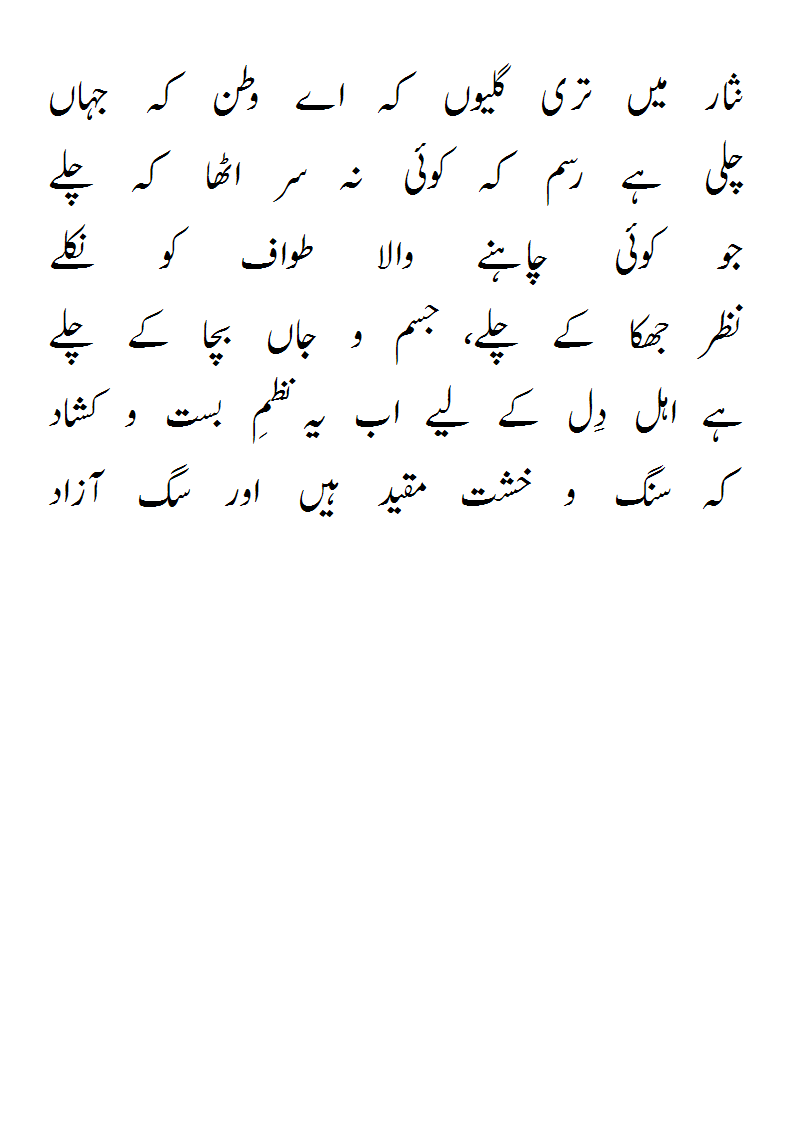 نثار میں تری گلیوں کہ اے وطن کہ جہاں
چلی ہے رسم کہ کوئی نہ سر اٹھا کہ چلے
جو کوئی چاہنے والا طواف کو نکلے
نظر جھکا کے چلے، جسم و جاں بچا کے چلے
ہے اہل دِل کے لیے اب یہ نظمِ بست و کشاد
کہ سنگ و خشت مقید ہیں اور سگ آزاد